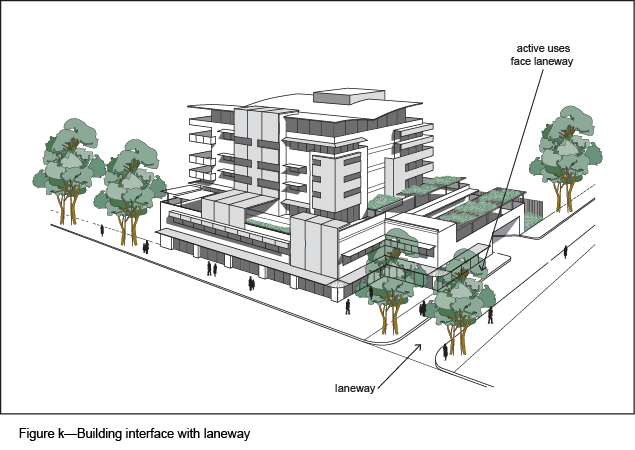 active uses
face laneway
laneway
Figure k—Building interface with laneway